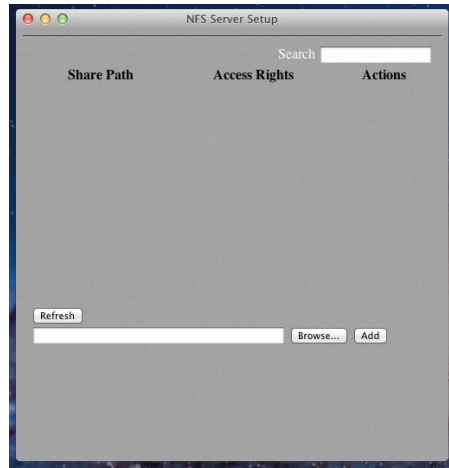 NFS Server Setup
Search
Share Path Access Rights Actions
Refresh
Browse... Add